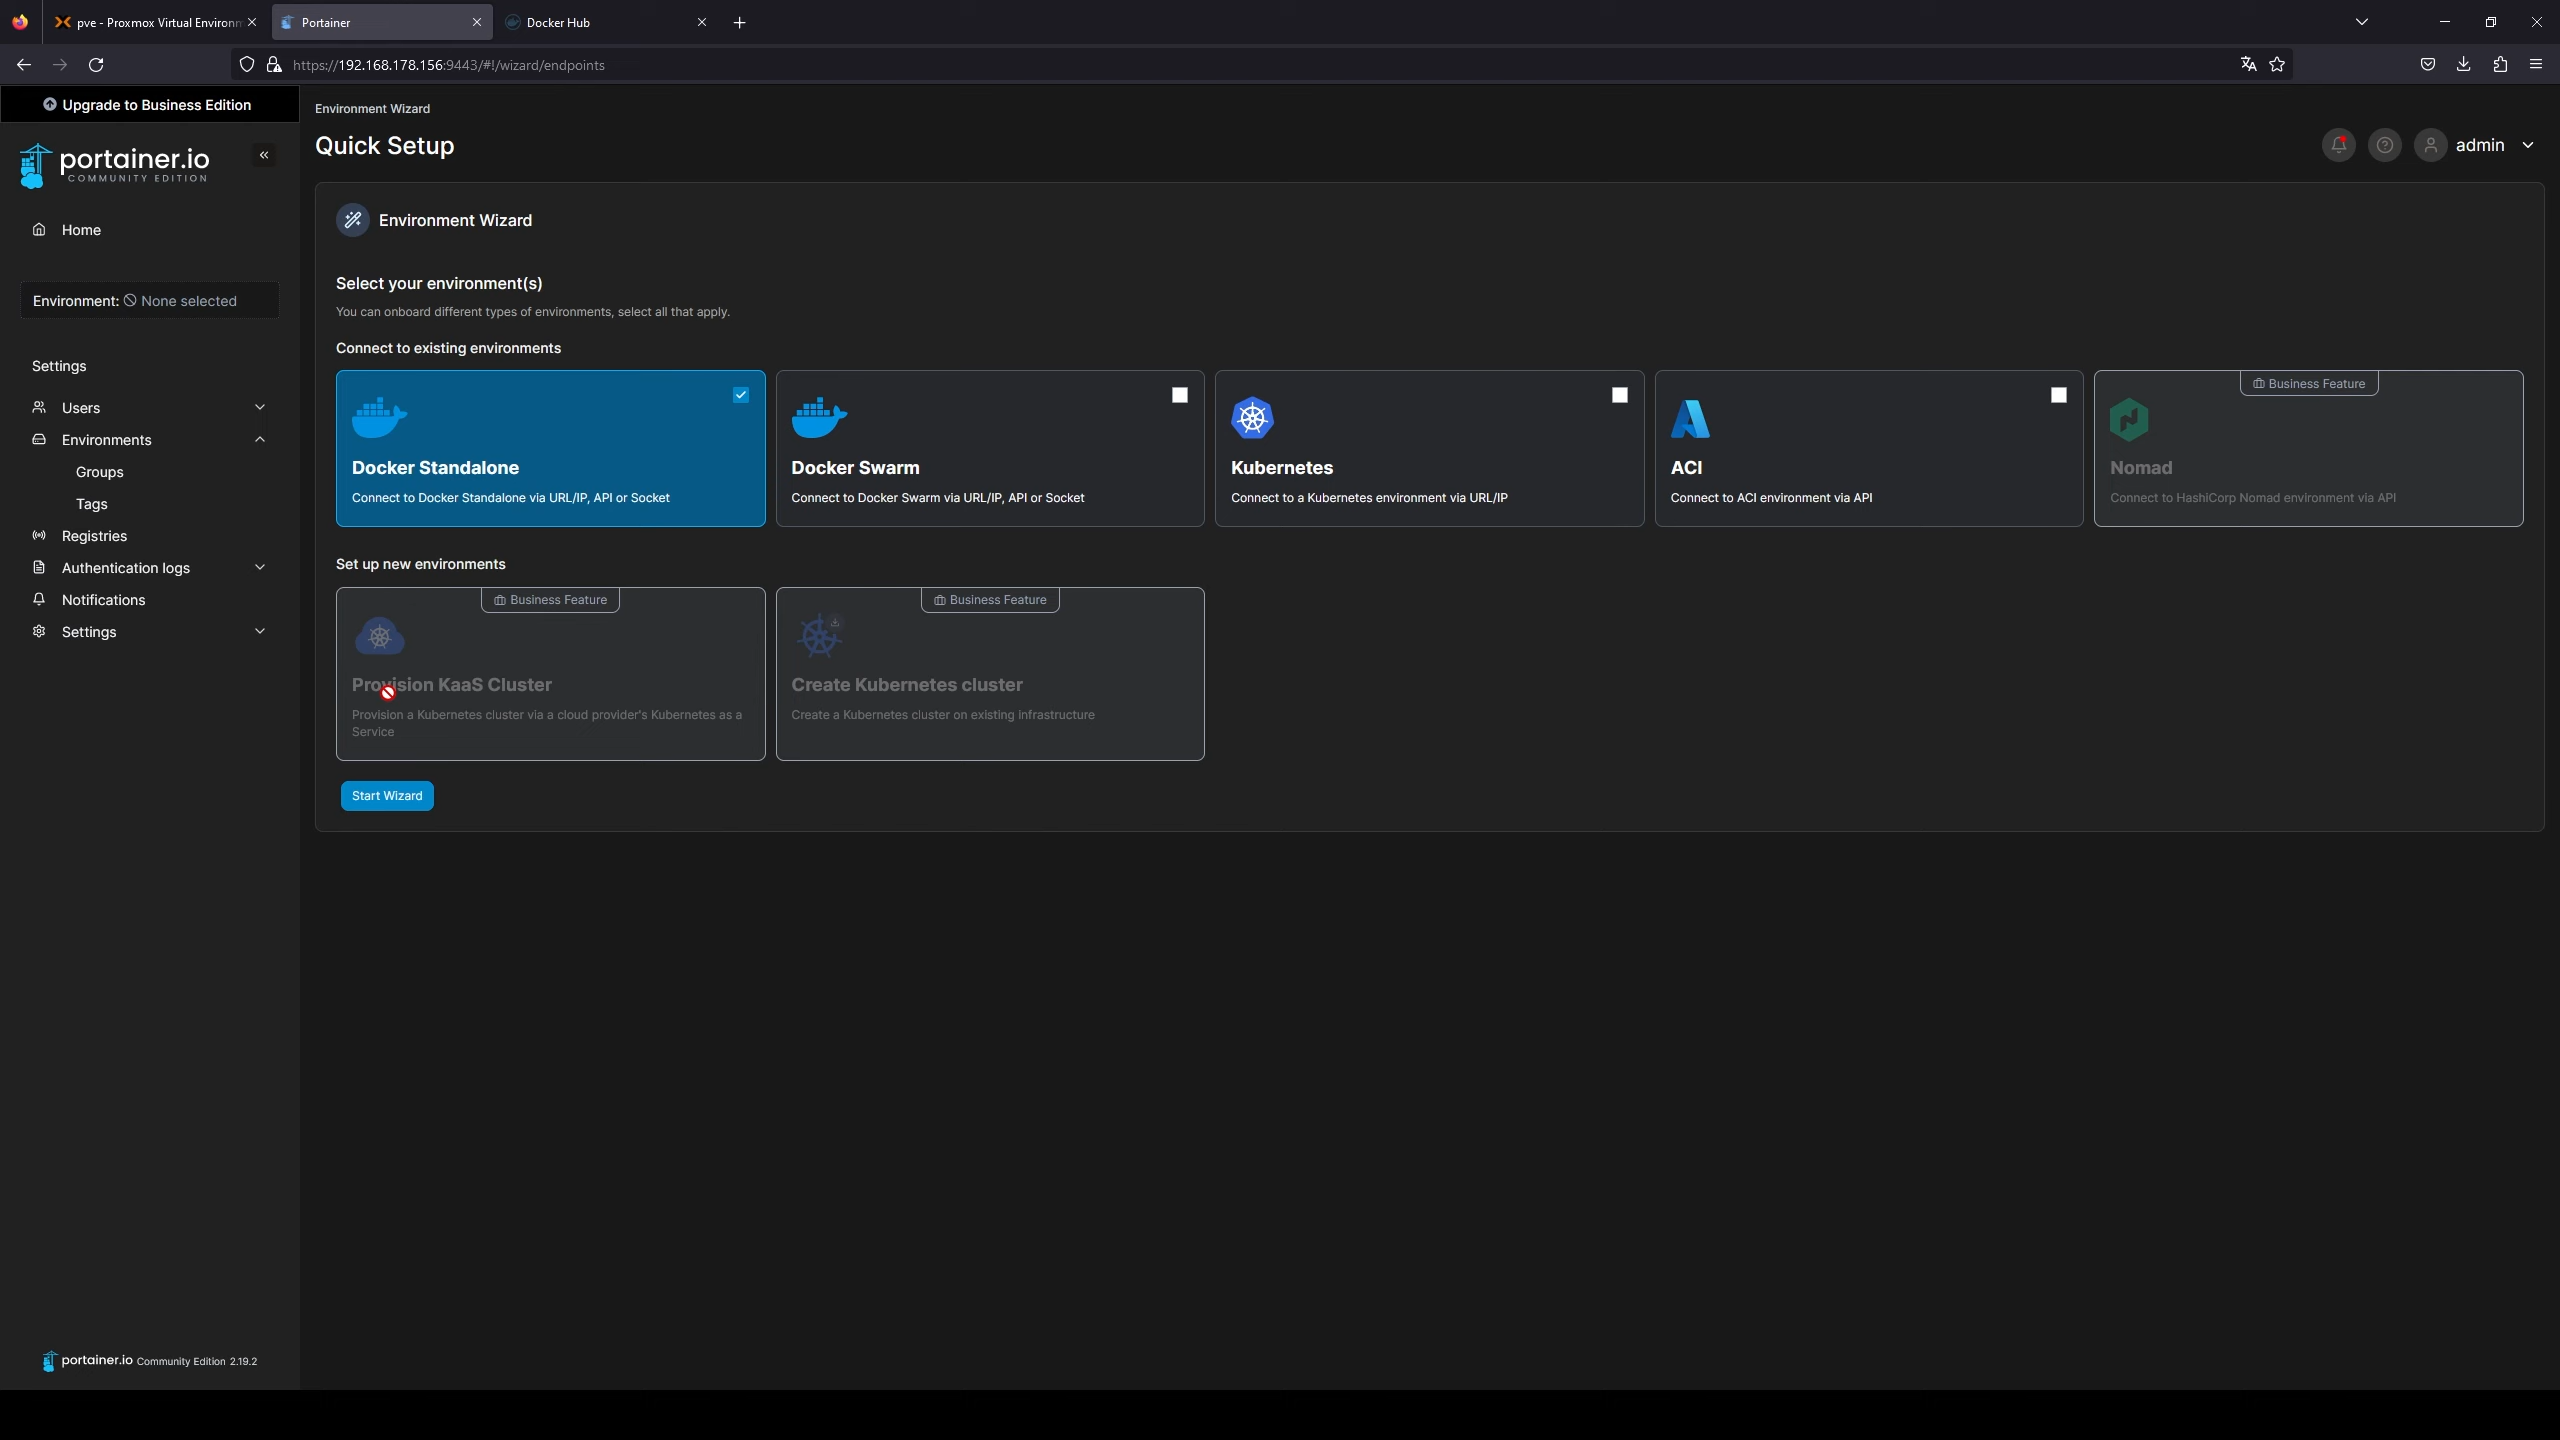 pve - Proxmox Virtual Environm
Portainer
Docker Hub
https://192.168.178.156:9443/#!/wizard/endpoints
Upgrade to Business Edition
portainer.io
COMMUNITY EDITION
Home
Environment: None selected
Settings
Users
Environments
Groups
Tags
Registries
Authentication logs
Notifications
Settings
portainer.io Community Edition 2.19.2
Environment Wizard
Quick Setup
admin
Environment Wizard
Select your environment(s)
You can onboard different types of environments, select all that apply.
Connect to existing environments
Docker Standalone
Connect to Docker Standalone via URL/IP, API or Socket
Docker Swarm
Connect to Docker Swarm via URL/IP, API or Socket
Kubernetes
Connect to a Kubernetes environment via URL/IP
ACI
Connect to ACI environment via API
Business Feature
Nomad
Connect to HashiCorp Nomad environment via API
Set up new environments
Business Feature
Provision KaaS Cluster
Provision a Kubernetes cluster via a cloud provider's Kubernetes as a
Service
Business Feature
Create Kubernetes cluster
Create a Kubernetes cluster on existing infrastructure
Start Wizard